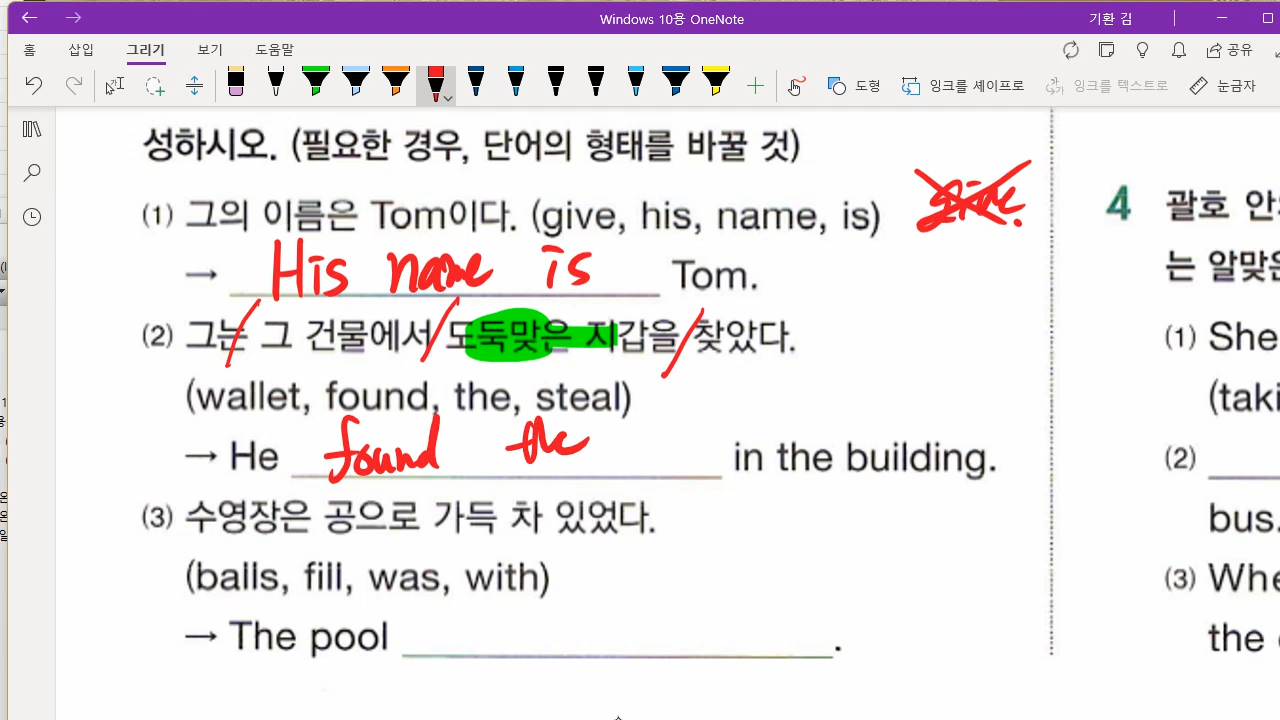 Windows 10용 OneNote
기환 김
홈 삽입 그리기 보기 도움말
공유
도형 잉크를 셰이프로 잉크를 텍스트로 눈금자
성하시오. (필요한 경우, 단어의 형태를 바꿀 것)
(1) 그의 이름은 Tom이다. (give, his, name, is)
→ His name is Tom.
(2) 그는 그 건물에서 도둑맞은 지갑을 찾았다.
(wallet, found, the, steal)
→ He found the in the building.
(3) 수영장은 공으로 가득 차 있었다.
(balls, fill, was, with)
→ The pool .
4 괄호 안
는 알맞은
(1) She
(taki
(2)
bus.
(3) Whe
the